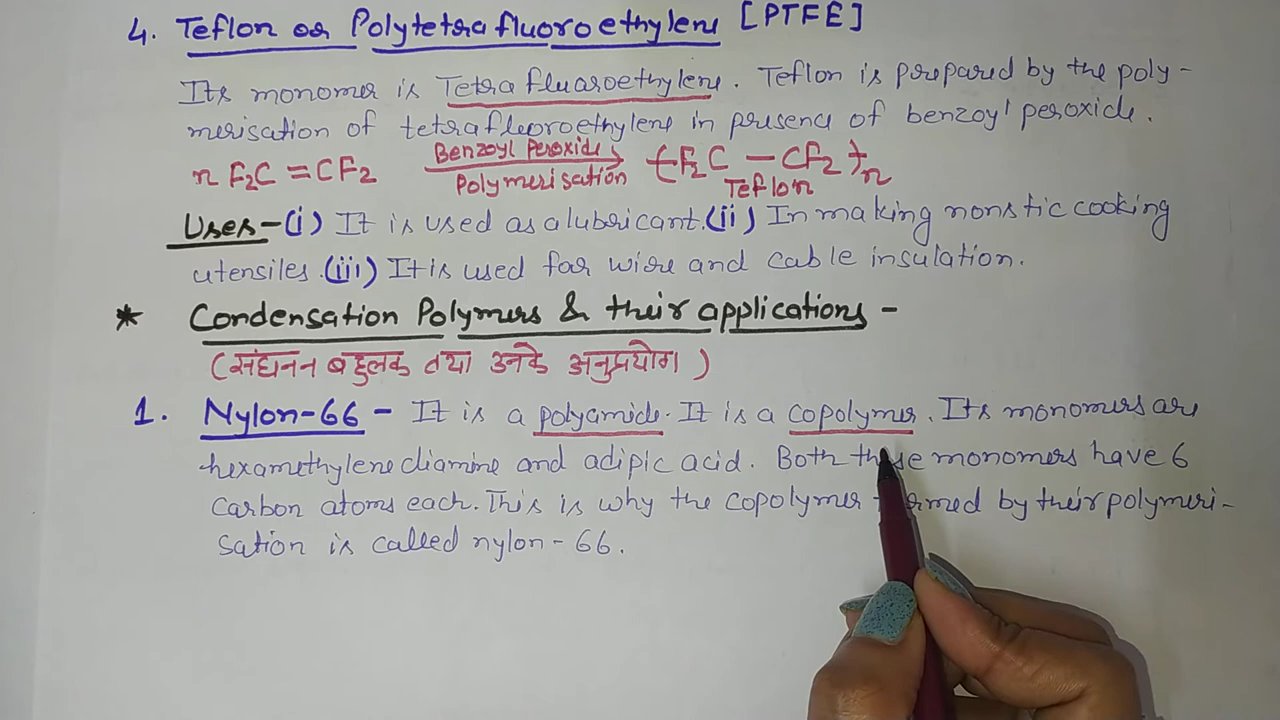 4. Teflon or Polytetrafluoroethylene [PTFE]
Its monomer is Tetrafluoroethylene. Teflon is prepared by the poly-
merisation of tetrafleoroethylene in presence of benzoyl peroxide.
n F₂C = CF₂ Benzoyl Peroxide Polymerisation (F₂C — CF₂)n Teflon
Uses - (i) It is used as a lubricant. (ii) In making nonstic cooking
utensiles. (iii) It is used for wire and cable insulation.
* Condensation Polymers & their applications -
(संघनन बहुलक तथा उनके अनुप्रयोग)
1. Nylon-66 - It is a polyamide. It is a copolymer. Its monomers are
hexamethylenediamine and adipic acid. Both these monomers have 6
Carbon atoms each. This is why the copolymer formed by their polymeri-
sation is called nylon-66.